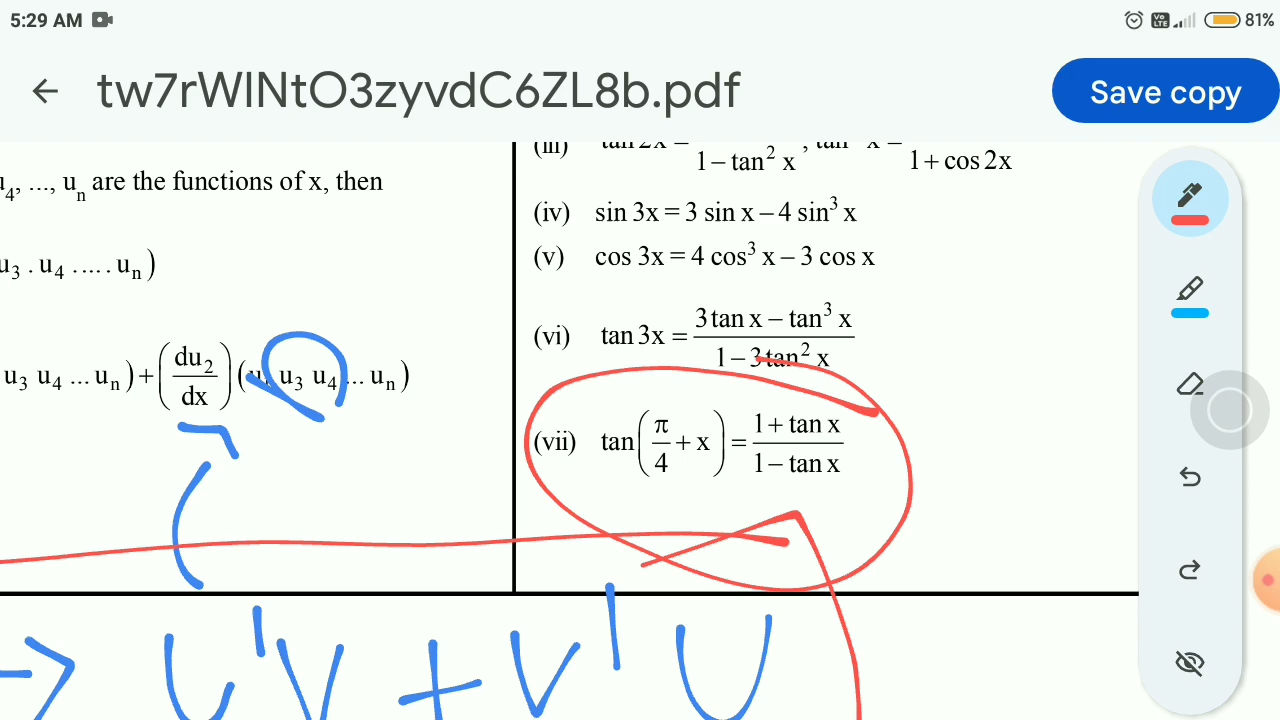 5:29 AM
81%
tw7rWlNtO3zyvdC6ZL8b.pdf
Save copy
u₄, ..., uₙ are the functions of x, then
u₃ . u₄ ..... uₙ)
u₃ u₄ ... uₙ) + (du₂/dx) (u₃ u₄ ... uₙ)
1 – tan² x
1 + cos 2x
(iv) sin 3x = 3 sin x – 4 sin³ x
(v) cos 3x = 4 cos³ x – 3 cos x
(vi) tan 3x = (3 tan x – tan³ x)/(1 – 3 tan² x)
(vii) tan(π/4 + x) = (1 + tan x)/(1 – tan x)
→ u'v + v'u